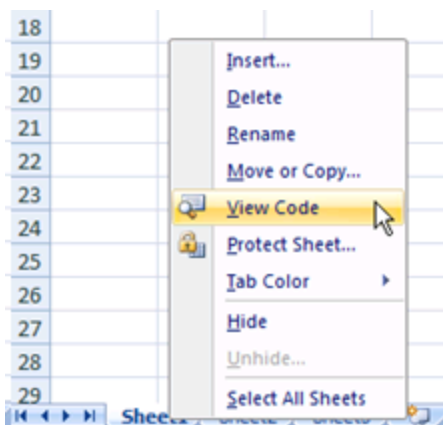 18
19
Insert...
20
Delete
21
Rename
22
Move or Copy...
23
View Code
24
Protect Sheet...
25
Tab Color
26
27
Hide
28
Unhide...
29
Select All Sheets
Sheet1